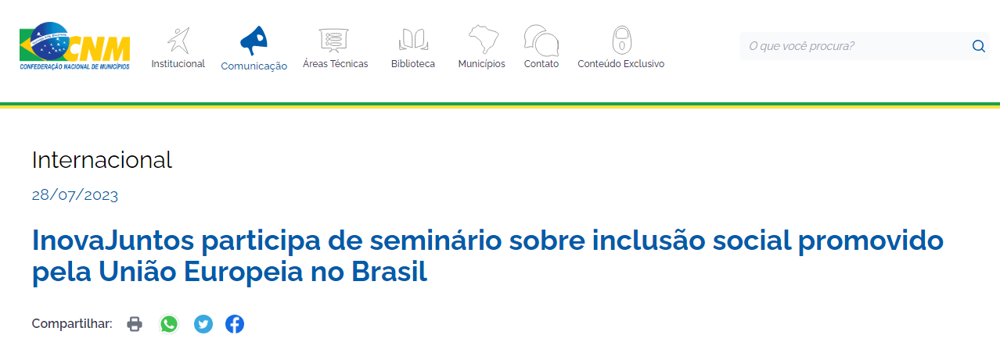 CNM
CONFEDERAÇÃO NACIONAL DE MUNICÍPIOS
Institucional
Comunicação
Áreas Técnicas
Biblioteca
Municípios
Contato
Conteúdo Exclusivo
O que você procura?
Internacional
28/07/2023
InovaJuntos participa de seminário sobre inclusão social promovido
pela União Europeia no Brasil
Compartilhar: